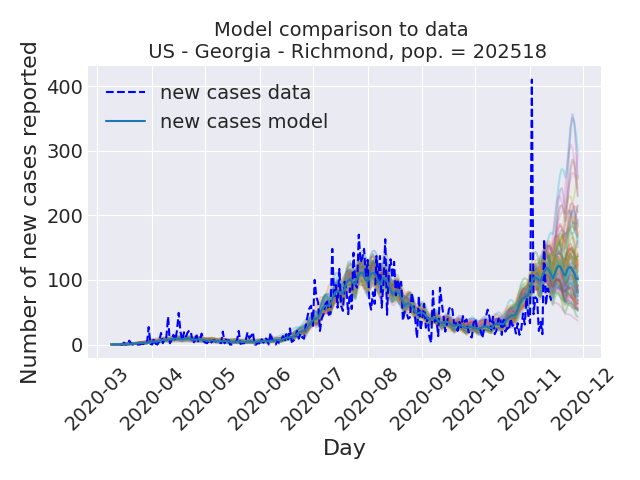 Model comparison to data
US - Georgia - Richmond, pop. = 202518
Number of new cases reported
400
300
200
100
0
new cases data
new cases model
2020-03
2020-04
2020-05
2020-06
2020-07
2020-08
2020-09
2020-10
2020-11
2020-12
Day